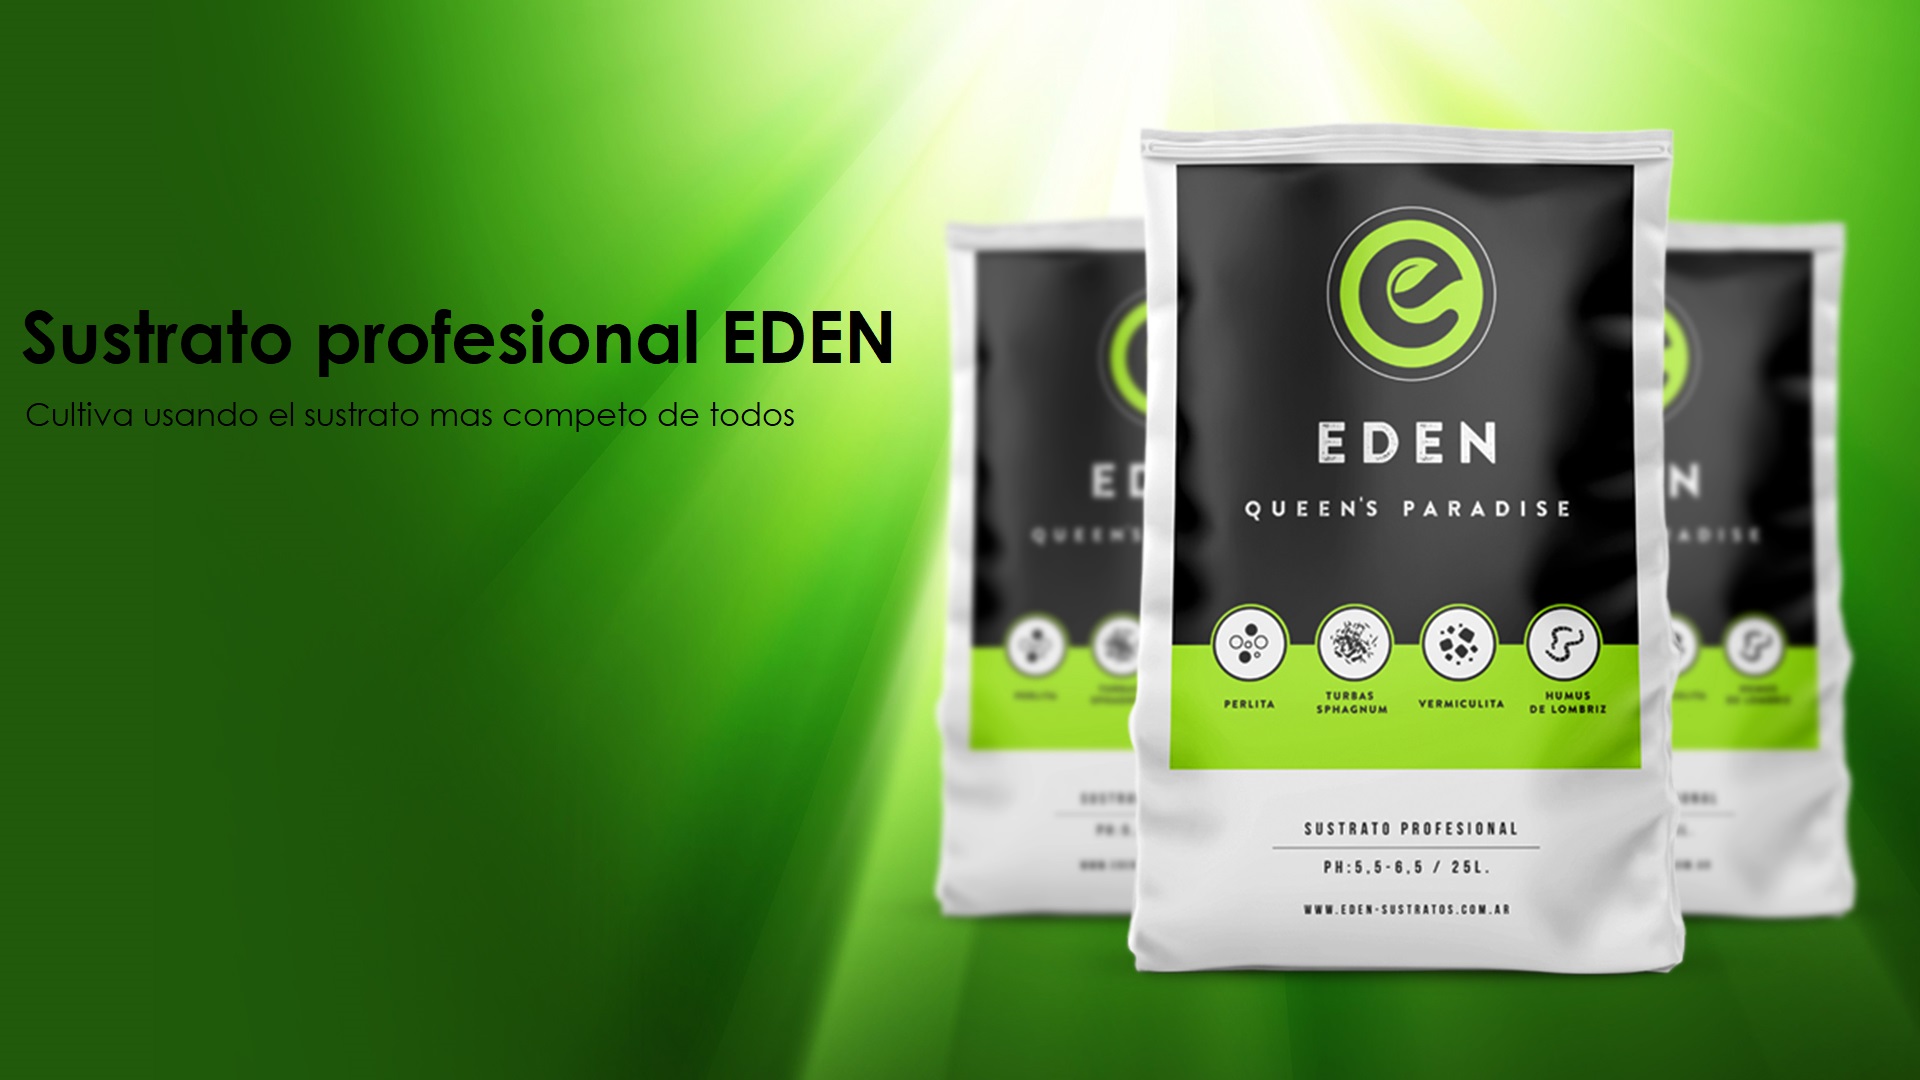 Sustrato profesional EDEN
Cultiva usando el sustrato mas competo de todos
EDEN
QUEEN'S PARADISE
PERLITA
TURBAS
SPHAGNUM
VERMICULITA
HUMUS
DE LOMBRIZ
SUSTRATO PROFESIONAL
PH:5,5-6,5 / 25L.
WWW.EDEN-SUSTRATOS.COM.AR